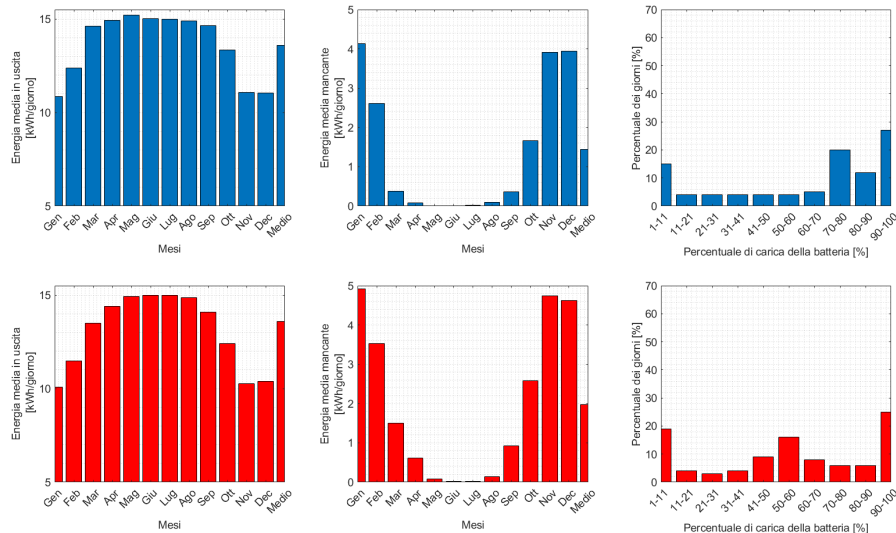 15
10
5
Energia media in uscita
[kWh/giorno]
Gen Feb Mar Apr Mag Giu Lug Ago Sep Ott Nov Dec Medio
Mesi
5
4
3
2
1
0
Energia media mancante
[kWh/giorno]
Gen Feb Mar Apr Mag Giu Lug Ago Sep Ott Nov Dec Medio
Mesi
70
60
50
40
30
20
10
0
Percentuale dei giorni [%]
1-11 11-21 21-31 31-41 41-50 50-60 60-70 70-80 80-90 90-100
Percentuale di carica della batteria [%]
15
10
5
Energia media in uscita
[kWh/giorno]
Gen Feb Mar Apr Mag Giu Lug Ago Sep Ott Nov Dec Medio
Mesi
5
4
3
2
1
0
Energia media mancante
[kWh/giorno]
Gen Feb Mar Apr Mag Giu Lug Ago Sep Ott Nov Dec Medio
Mesi
70
60
50
40
30
20
10
0
Percentuale dei giorni [%]
1-11 11-21 21-31 31-41 41-50 50-60 60-70 70-80 80-90 90-100
Percentuale di carica della batteria [%]